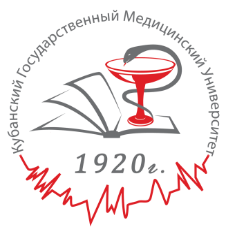 Кубанский Государственный Медицинский Университет
1920г.